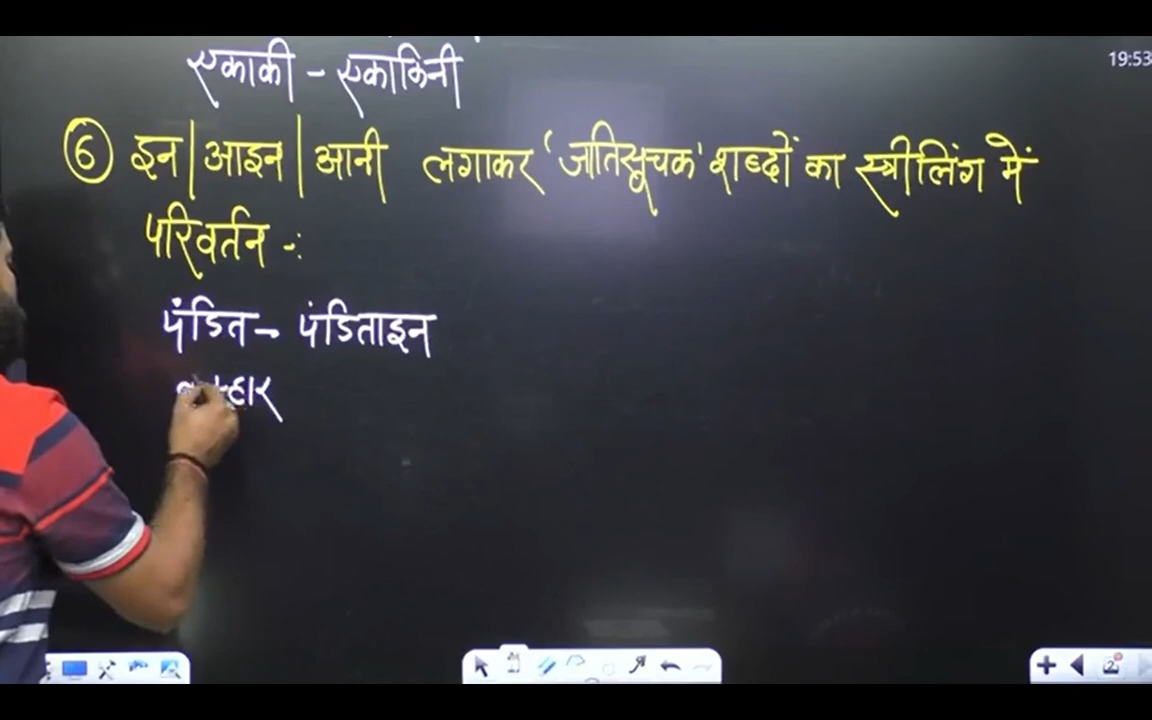 एकाकी - एकाकिनी
19:53
6 इन | आइन | आनी लगाकर 'जातिसूचक' शब्दों का स्त्रीलिंग में
परिवर्तन -:
पंडित - पंडिताइन